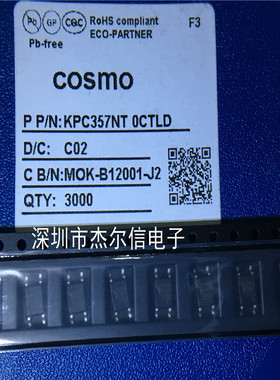 Pb
GP
CQC
RoHS compliant
F3
ECO-PARTNER
Pb-free
cosmo
P P/N:KPC357NT 0CTLD
D/C: C02
C B/N:MOK-B12001-J2
QTY: 3000
深圳市杰尔信电子